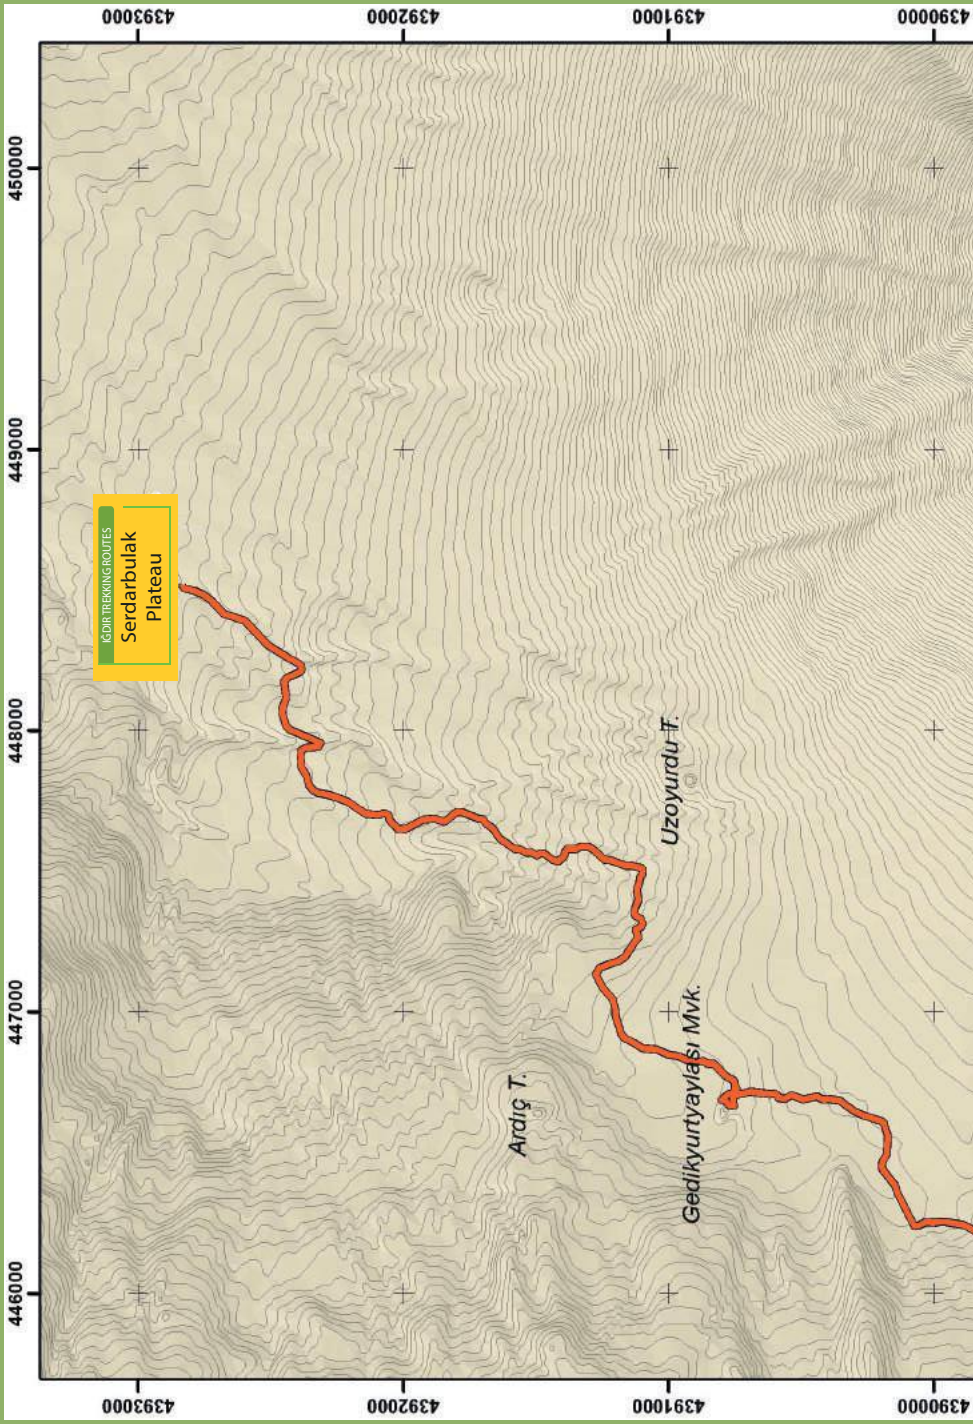 4393000
4392000
4391000
4390000
450000
449000
448000
447000
446000
IĞDIR TREKKING ROUTES
Serdarbulak
Plateau
Uzoyurdu T.
Gedikyurtyaylası Mvk.
Ardıç T.
4393000
4392000
4391000
4390000